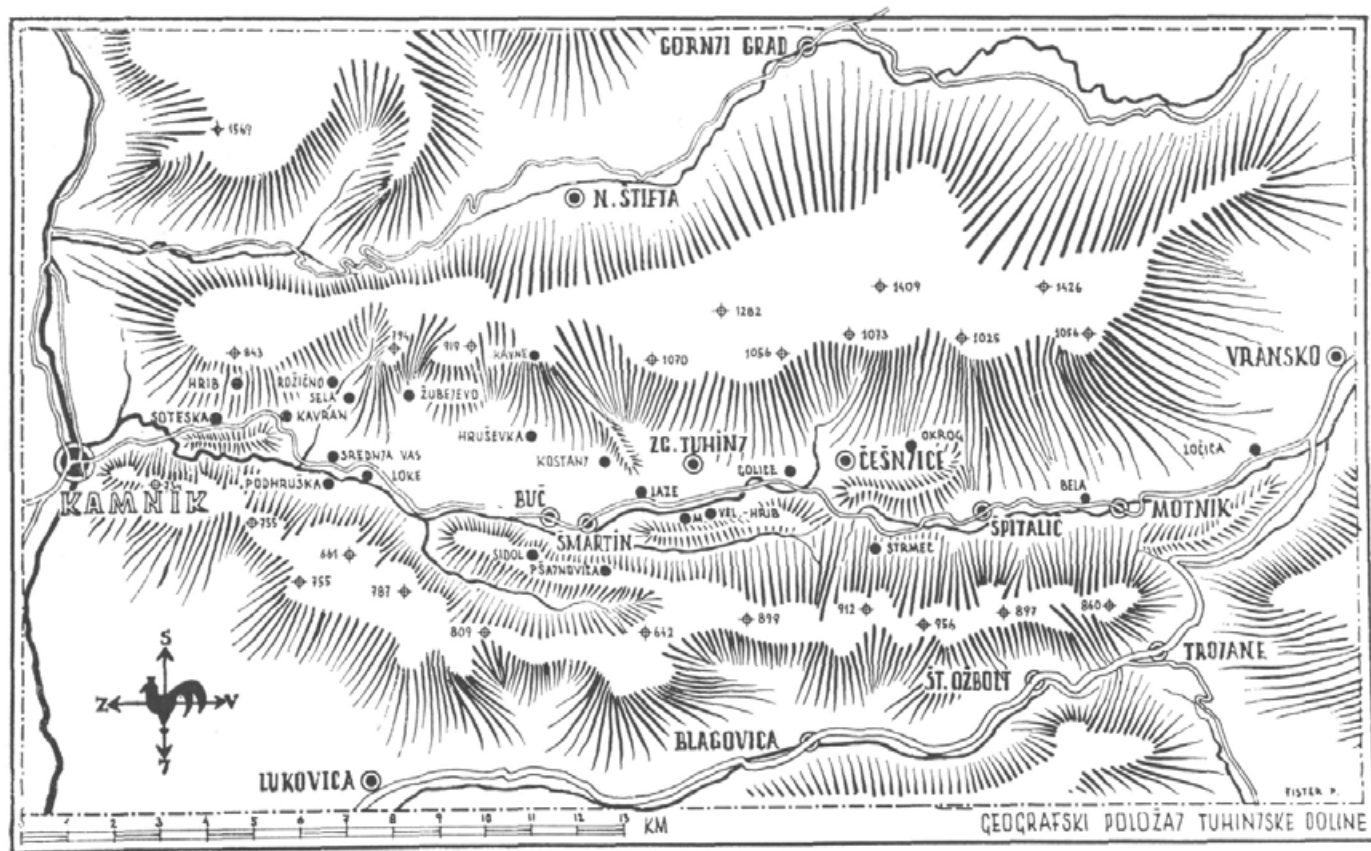 GORNJI GRAD
1549
N. ŠTIFTA
1409
1426
1282
1073
1025
1056
794
919
843
RAVNE
1070
1056
VRANSKO
HRIB
ROŽIČNO
SELA
ŽUBEJEVO
SOTESKA
KAVRAN
HRUŠEVKA
OKROG
ZG. TUHINJ
ČEŠNJICE
LOČICA
SREDNJA VAS
KOSTANJ
GOLICE
KAMNIK
PODHRUŠKA
LOKE
LAZE
BELA
BUČ
M.
VEL. HRIB
ŠPITALIČ
MOTNIK
755
ŠMARTIN
661
SIDOL
STRMEC
PŠAJNOVICA
755
787
912
897
860
899
956
809
642
S
TROJANE
Z
V
ŠT. OŽBOLT
J
BLAGOVICA
LUKOVICA
FISTER P.
0 1 2 3 4 5 6 7 8 9 10 11 12 13 KM
GEOGRAFSKI POLOŽAJ TUHINJSKE DOLINE